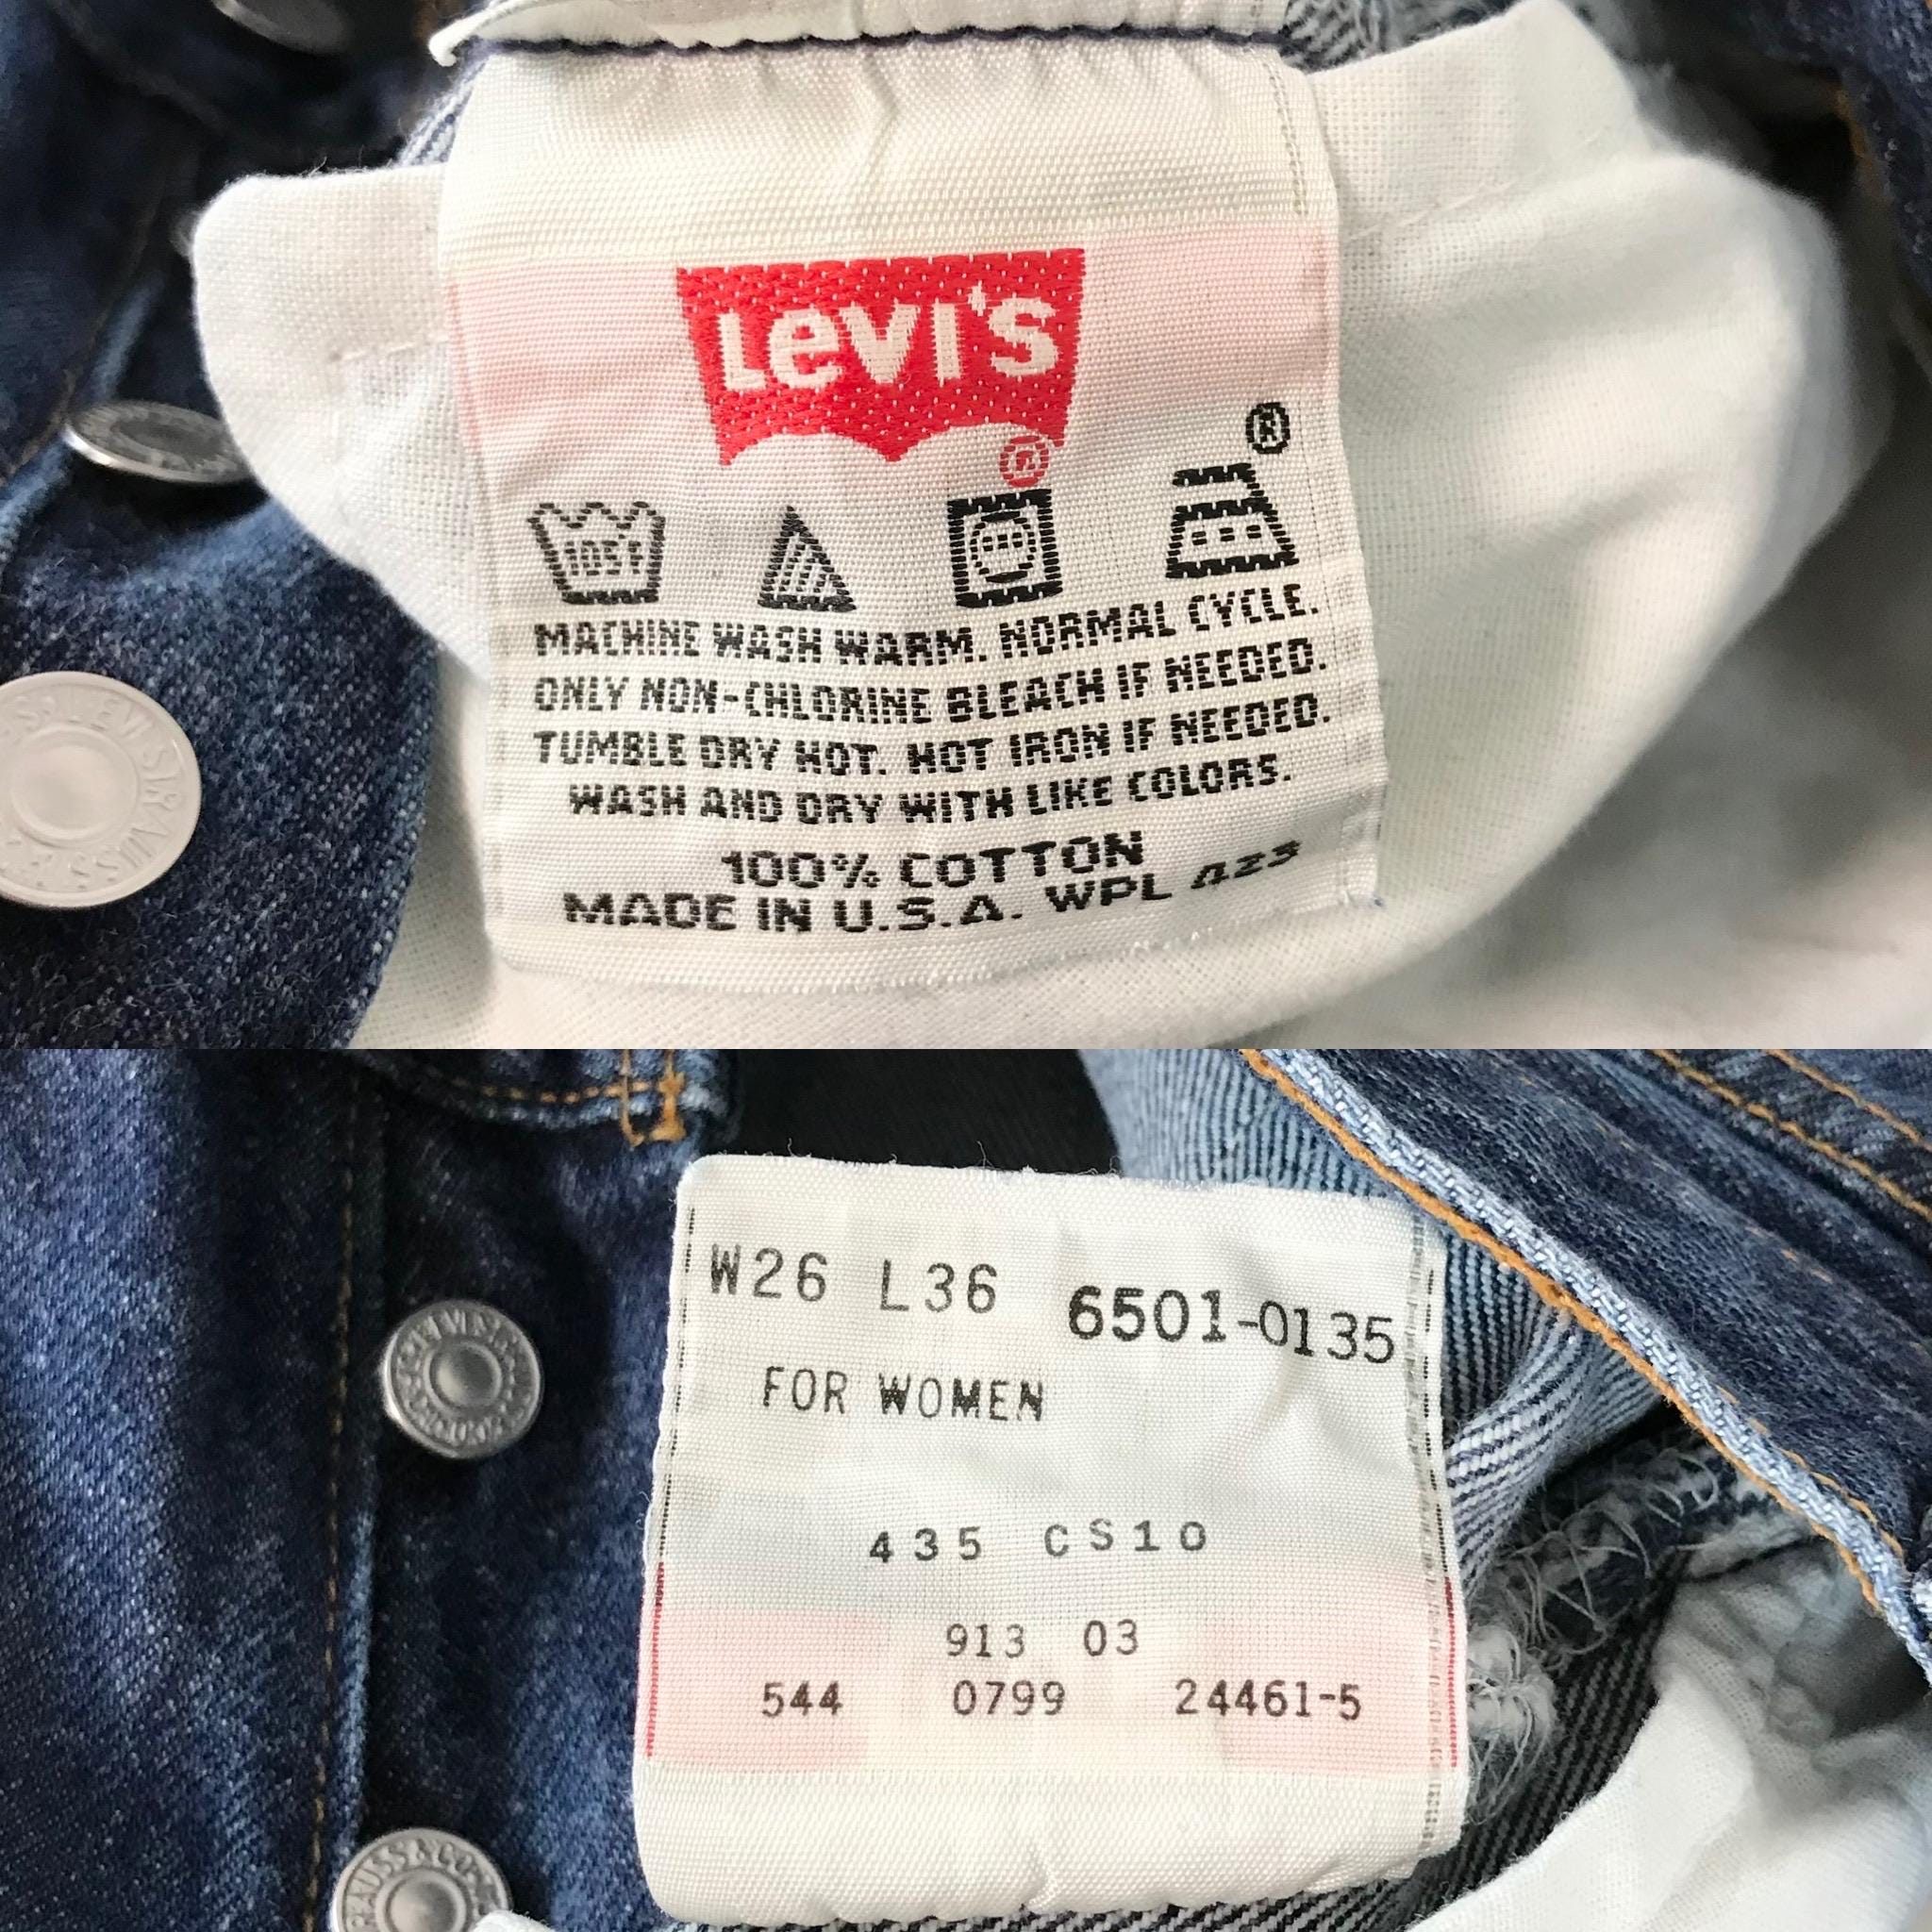 LEVI'S
®
®
105F
MACHINE WASH WARM. NORMAL CYCLE.
ONLY NON-CHLORINE BLEACH IF NEEDED.
TUMBLE DRY HOT. HOT IRON IF NEEDED.
WASH AND DRY WITH LIKE COLORS.
100% COTTON
MADE IN U.S.A. WPL 423
W26 L36 6501-0135
FOR WOMEN
435 CS10
913 03
544 0799 24461-5